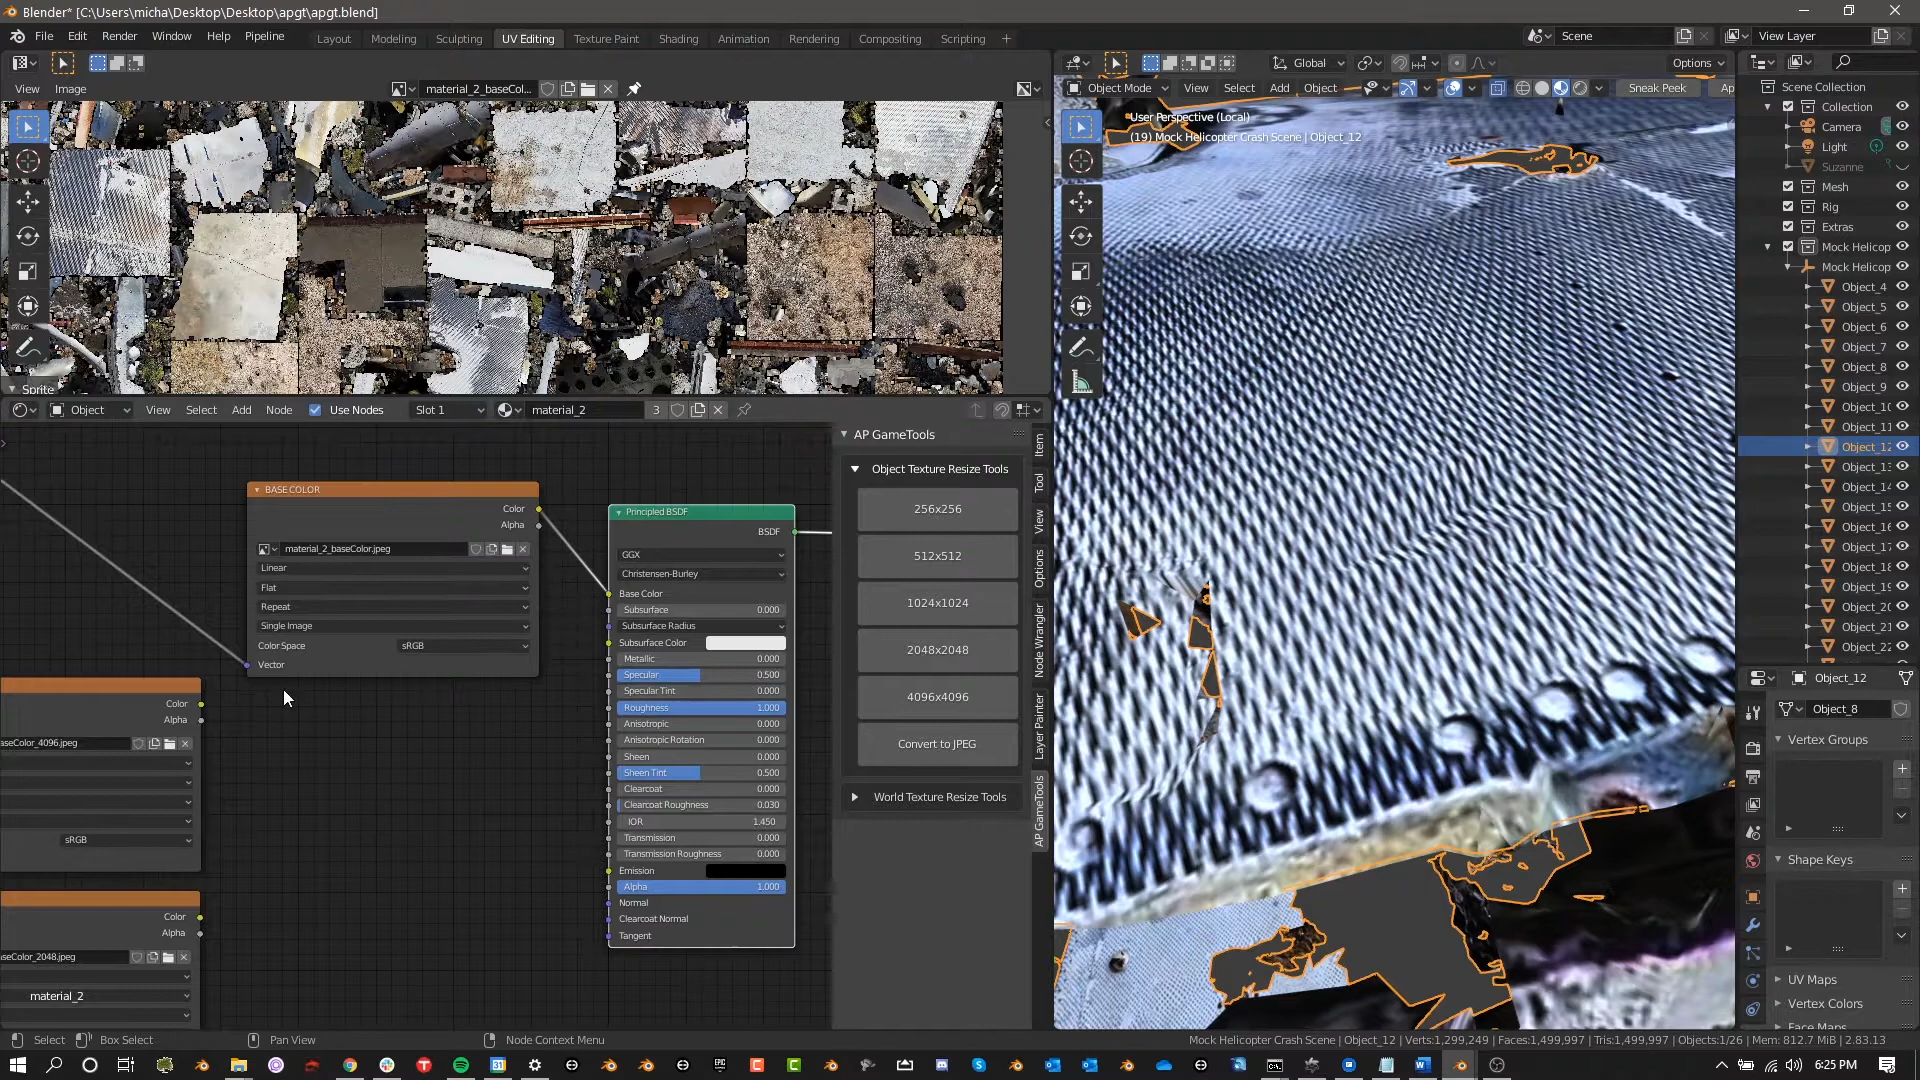 Blender* [C:\Users\micha\Desktop\Desktop\apgt\apgt.blend]
File Edit Render Window Help Pipeline
Layout Modeling Sculpting UV Editing Texture Paint Shading Animation Rendering Compositing Scripting +
Scene
View Layer
View Image
material_2_baseCol...
Sprite
Global
Options
Object Mode View Select Add Object
Sneak Peek
Ap
User Perspective (Local)
(19) Mock Helicopter Crash Scene | Object_12
Scene Collection
Collection
Camera
Light
Suzanne
Mesh
Rig
Extras
Mock Helicop
Mock Helicop
Object_4
Object_5
Object_6
Object_7
Object_8
Object_9
Object_10
Object_11
Object_12
Object_13
Object_14
Object_15
Object_16
Object_17
Object_18
Object_19
Object_20
Object_21
Object_22
Object View Select Add Node Use Nodes Slot 1 material_2 3
BASE COLOR
Color
Alpha
material_2_baseColor.jpeg
Linear
Flat
Repeat
Single Image
Color Space sRGB
Vector
Color
Alpha
aseColor_4096.jpeg
sRGB
Color
Alpha
aseColor_2048.jpeg
material_2
Principled BSDF
BSDF
GGX
Christensen-Burley
Base Color
Subsurface 0.000
Subsurface Radius
Subsurface Color
Metallic 0.000
Specular 0.500
Specular Tint 0.000
Roughness 1.000
Anisotropic 0.000
Anisotropic Rotation 0.000
Sheen 0.000
Sheen Tint 0.500
Clearcoat 0.000
Clearcoat Roughness 0.030
IOR 1.450
Transmission 0.000
Transmission Roughness 0.000
Emission
Alpha 1.000
Normal
Clearcoat Normal
Tangent
AP GameTools
Object Texture Resize Tools
256x256
512x512
1024x1024
2048x2048
4096x4096
Convert to JPEG
World Texture Resize Tools
Item
Tool
View
Options
Node Wrangler
Layer Painter
AP GameTools
Object_12
Object_8
Vertex Groups
Shape Keys
UV Maps
Vertex Colors
Face Maps
Select Box Select Pan View Node Context Menu
Mock Helicopter Crash Scene | Object_12 | Verts:1,299,249 | Faces:1,499,997 | Tris:1,499,997 | Objects:1/26 | Mem: 812.7 MiB | 2.83.13
6:25 PM